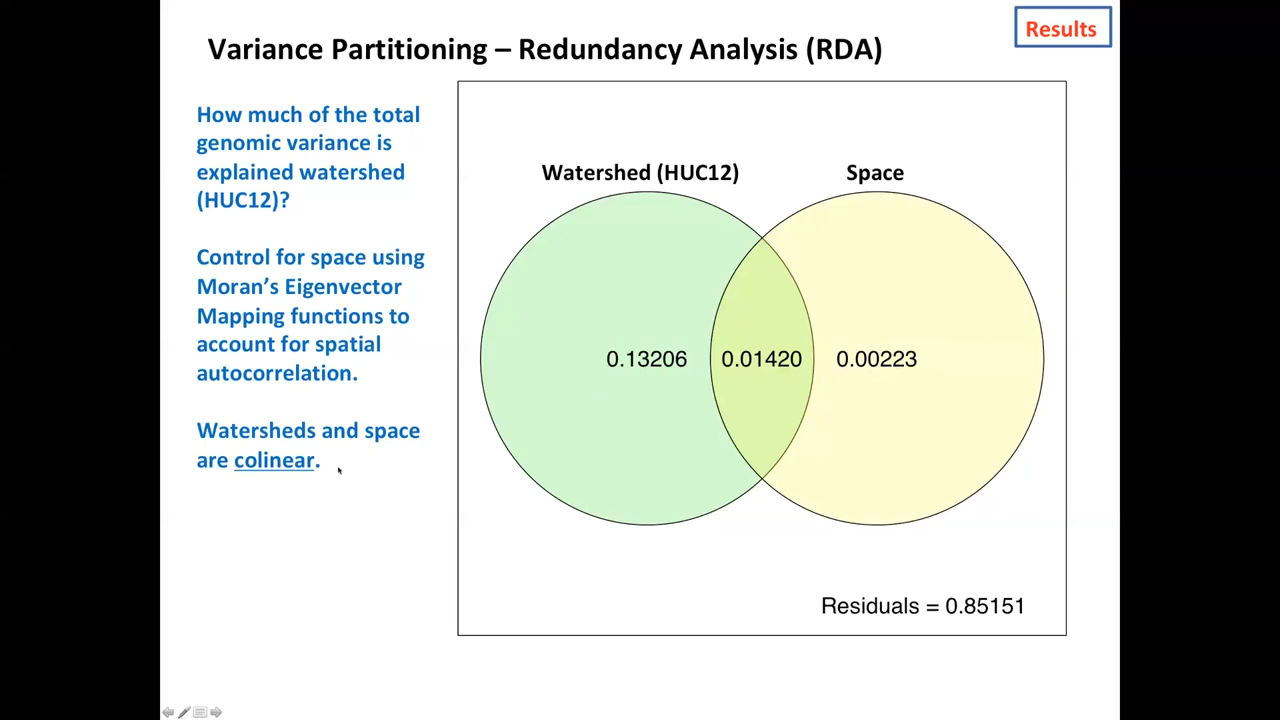 Results
Variance Partitioning – Redundancy Analysis (RDA)
How much of the total
genomic variance is
explained watershed
(HUC12)?
Control for space using
Moran’s Eigenvector
Mapping functions to
account for spatial
autocorrelation.
Watersheds and space
are colinear.
Watershed (HUC12)
Space
0.13206
0.01420
0.00223
Residuals = 0.85151